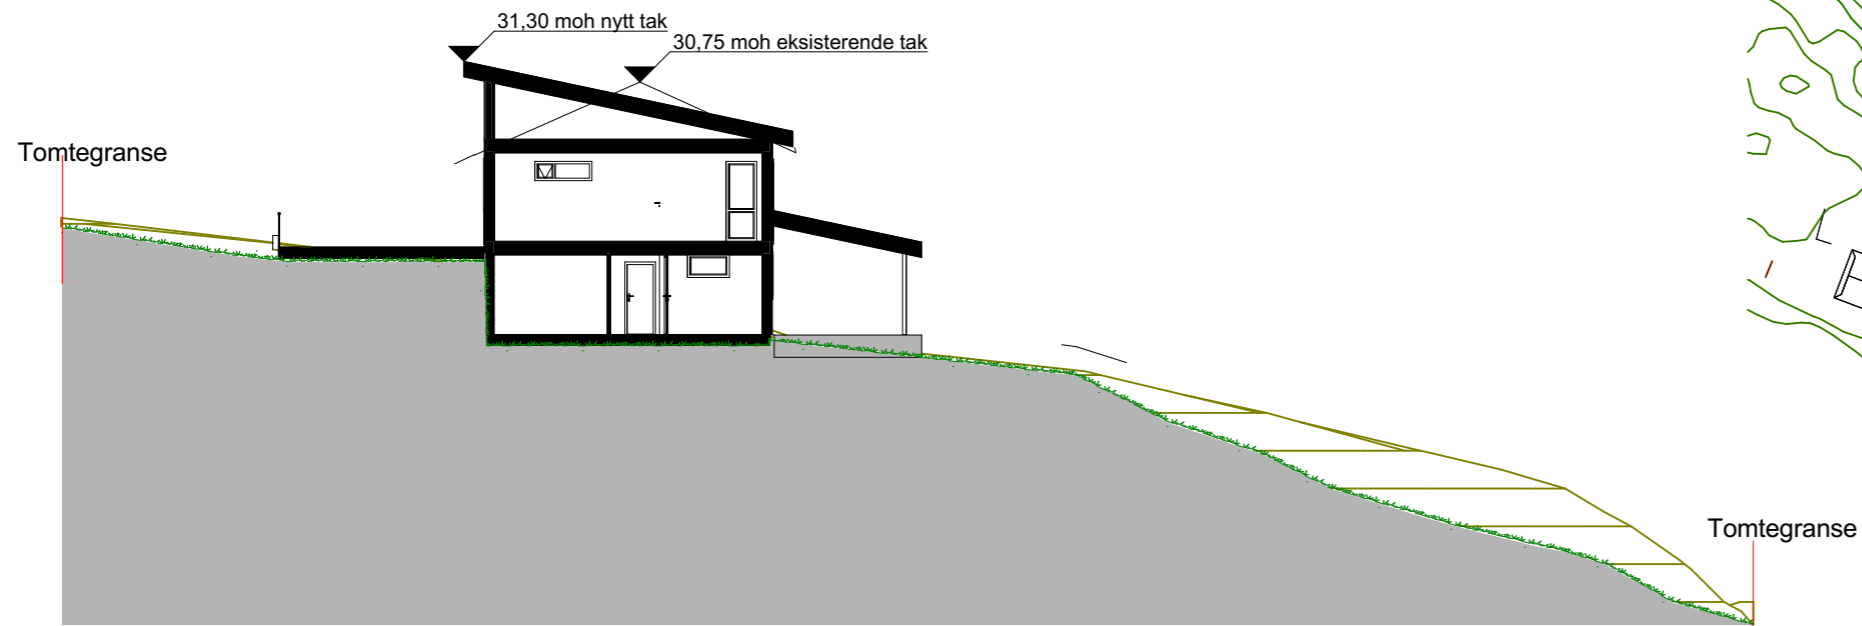 31,30 moh nytt tak
30,75 moh eksisterende tak
Tomtegranse
Tomtegranse